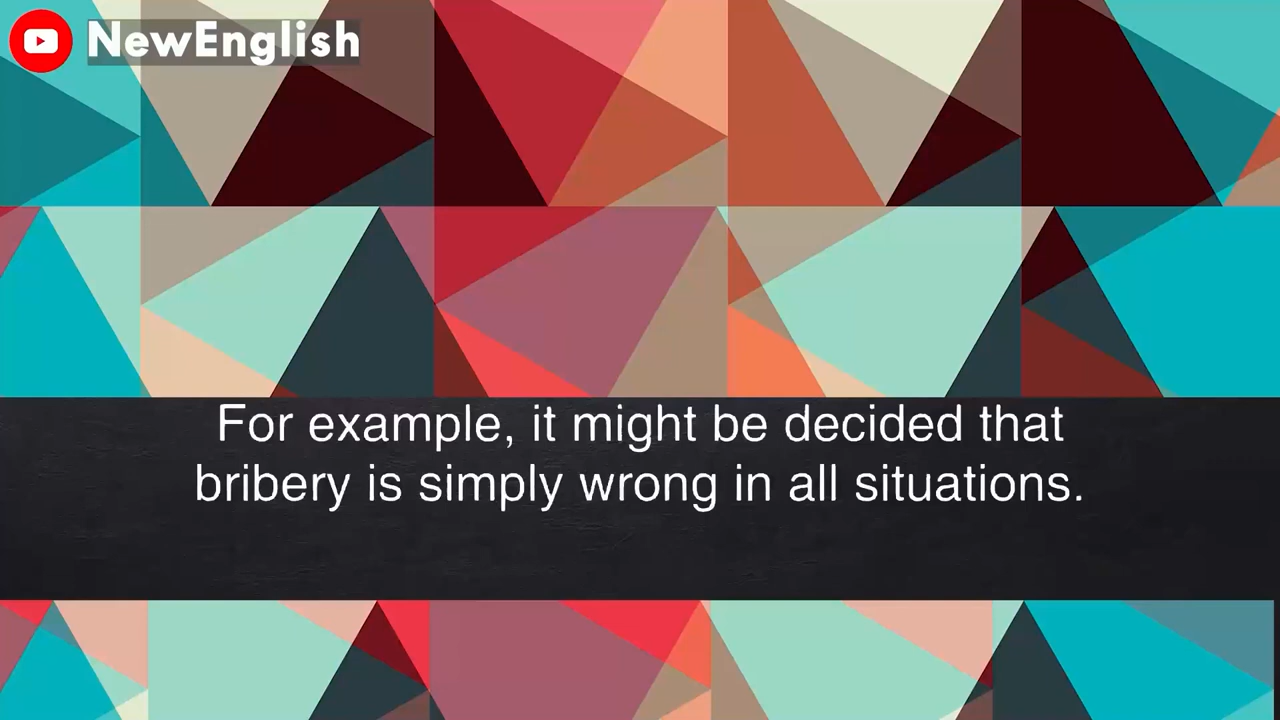 NewEnglish
For example, it might be decided that
bribery is simply wrong in all situations.